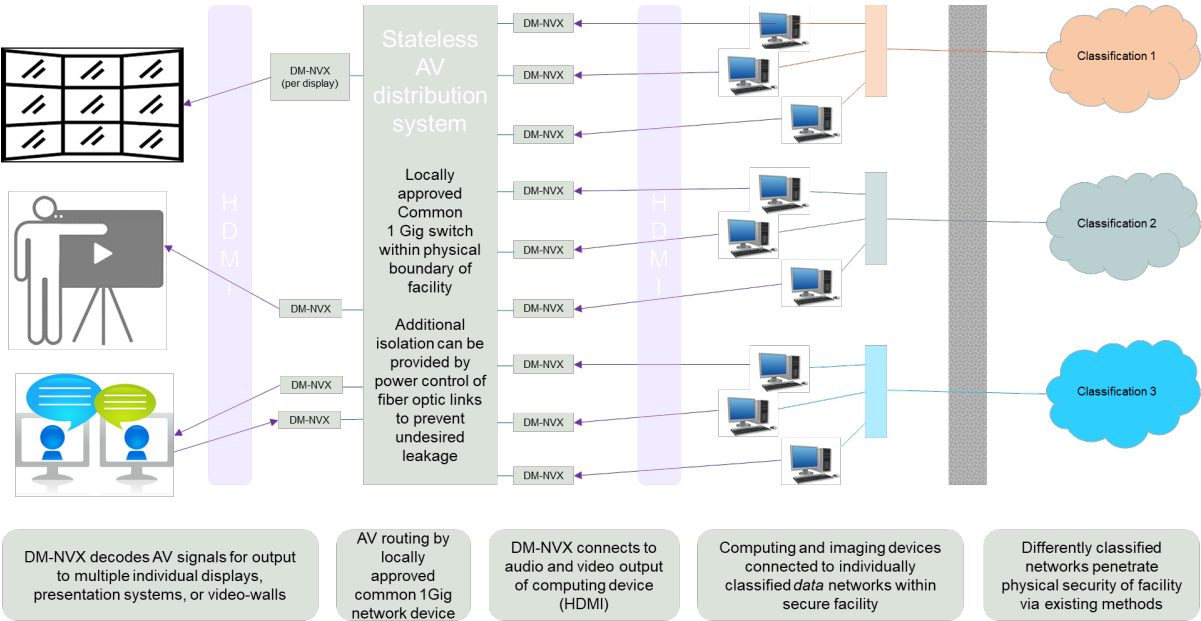 Stateless
AV
distribution
system
Locally
approved
Common
1 Gig switch
within physical
boundary of
facility
Additional
isolation can be
provided by
power control of
fiber optic links
to prevent
undesired
leakage
DM-NVX
(per display)
DM-NVX
DM-NVX
DM-NVX
H
D
M
I
DM-NVX
DM-NVX
DM-NVX
DM-NVX
DM-NVX
DM-NVX
DM-NVX
DM-NVX
DM-NVX
H
D
M
I
Classification 1
Classification 2
Classification 3
DM-NVX decodes AV signals for output
to multiple individual displays,
presentation systems, or video-walls
AV routing by
locally
approved
common 1Gig
network device
DM-NVX connects to
audio and video output
of computing device
(HDMI)
Computing and imaging devices
connected to individually
classified data networks within
secure facility
Differently classified
networks penetrate
physical security of facility
via existing methods